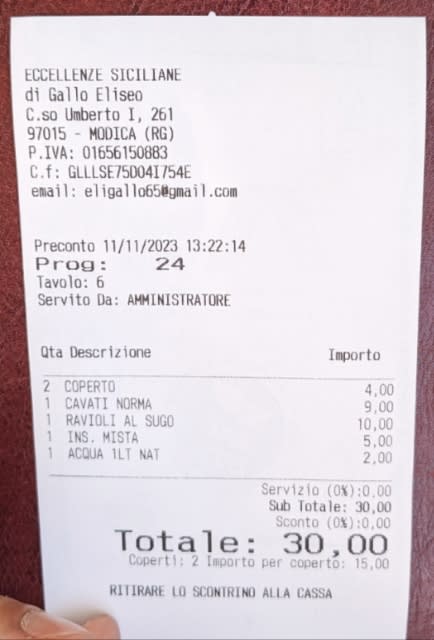 ECCELLENZE SICILIANE
di Gallo Eliseo
C.so Umberto I, 261
97015 - MODICA (RG)
P.IVA: 01656150883
C.f: GLLLSE75D04I754E
email: eligallo65@gmail.com
Preconto 11/11/2023 13:22:14
Prog: 24
Tavolo: 6
Servito Da: AMMINISTRATORE
Qta Descrizione Importo
2 COPERTO 4,00
1 CAVATI NORMA 9,00
1 RAVIOLI AL SUGO 10,00
1 INS. MISTA 5,00
1 ACQUA 1LT NAT 2,00
Servizio (0%):0,00
Sub Totale: 30,00
Sconto (0%):0,00
Totale: 30,00
Coperti: 2 Importo per coperto: 15,00
RITIRARE LO SCONTRINO ALLA CASSA